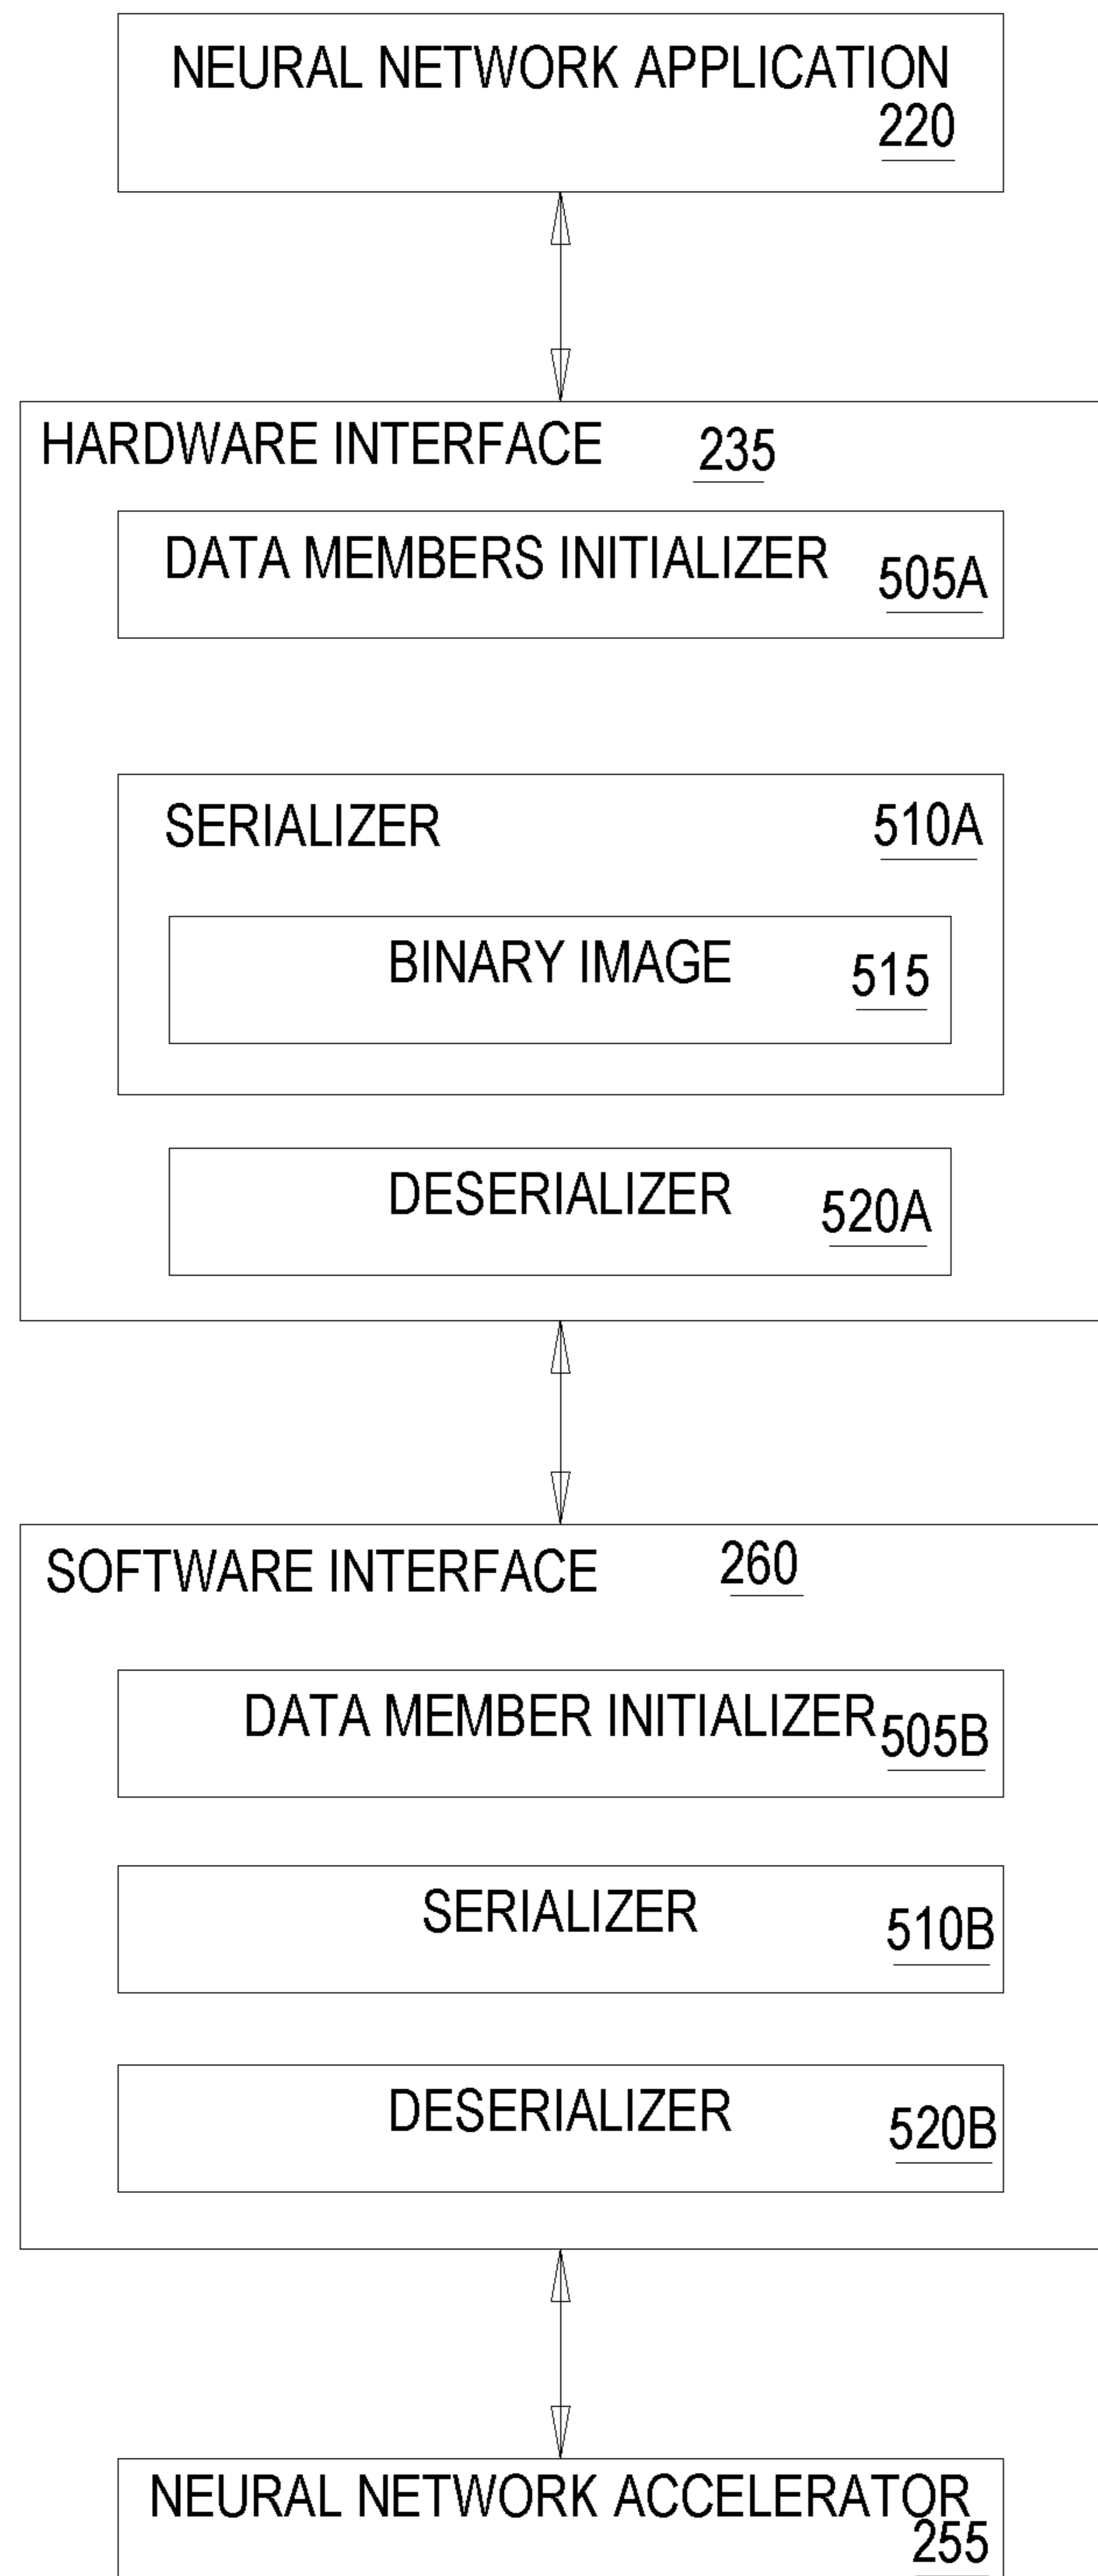 NEURAL NETWORK APPLICATION
220
HARDWARE INTERFACE 235
DATA MEMBERS INITIALIZER 505A
SERIALIZER 510A
BINARY IMAGE 515
DESERIALIZER 520A
SOFTWARE INTERFACE 260
DATA MEMBER INITIALIZER 505B
SERIALIZER 510B
DESERIALIZER 520B
NEURAL NETWORK ACCELERATOR
255